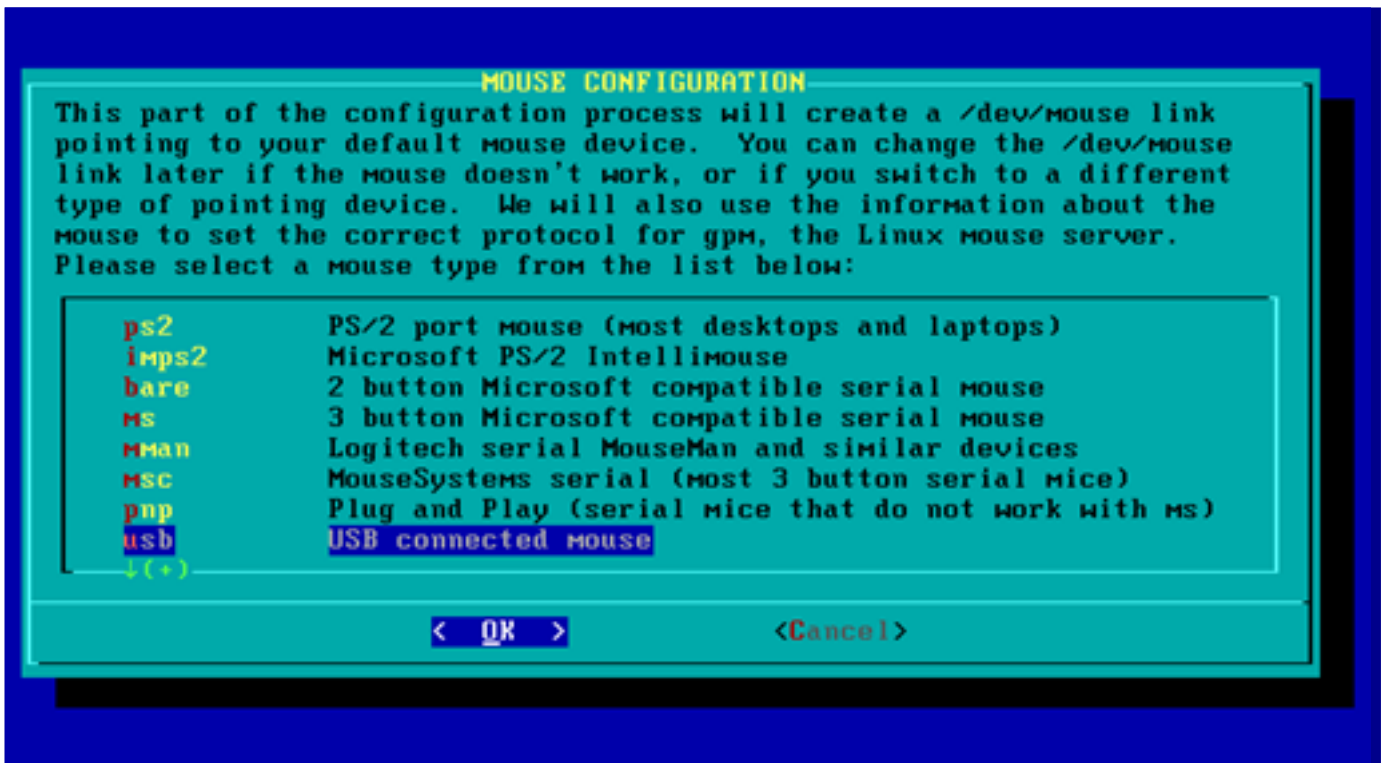 MOUSE CONFIGURATION
This part of the configuration process will create a /dev/mouse link
pointing to your default mouse device.  You can change the /dev/mouse
link later if the mouse doesn't work, or if you switch to a different
type of pointing device.  We will also use the information about the
mouse to set the correct protocol for gpm, the Linux mouse server.
Please select a mouse type from the list below:
ps2 PS/2 port mouse (most desktops and laptops)
imps2 Microsoft PS/2 Intellimouse
bare 2 button Microsoft compatible serial mouse
ms 3 button Microsoft compatible serial mouse
mman Logitech serial MouseMan and similar devices
msc MouseSystems serial (most 3 button serial mice)
pnp Plug and Play (serial mice that do not work with ms)
usb USB connected mouse
↓(+)
< OK > <Cancel>